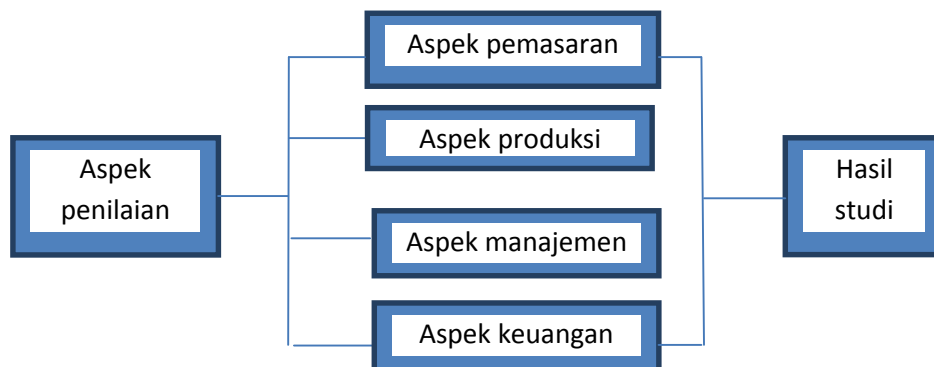 Aspek pemasaran
Aspek produksi
Aspek
penilaian
Hasil
studi
Aspek manajemen
Aspek keuangan